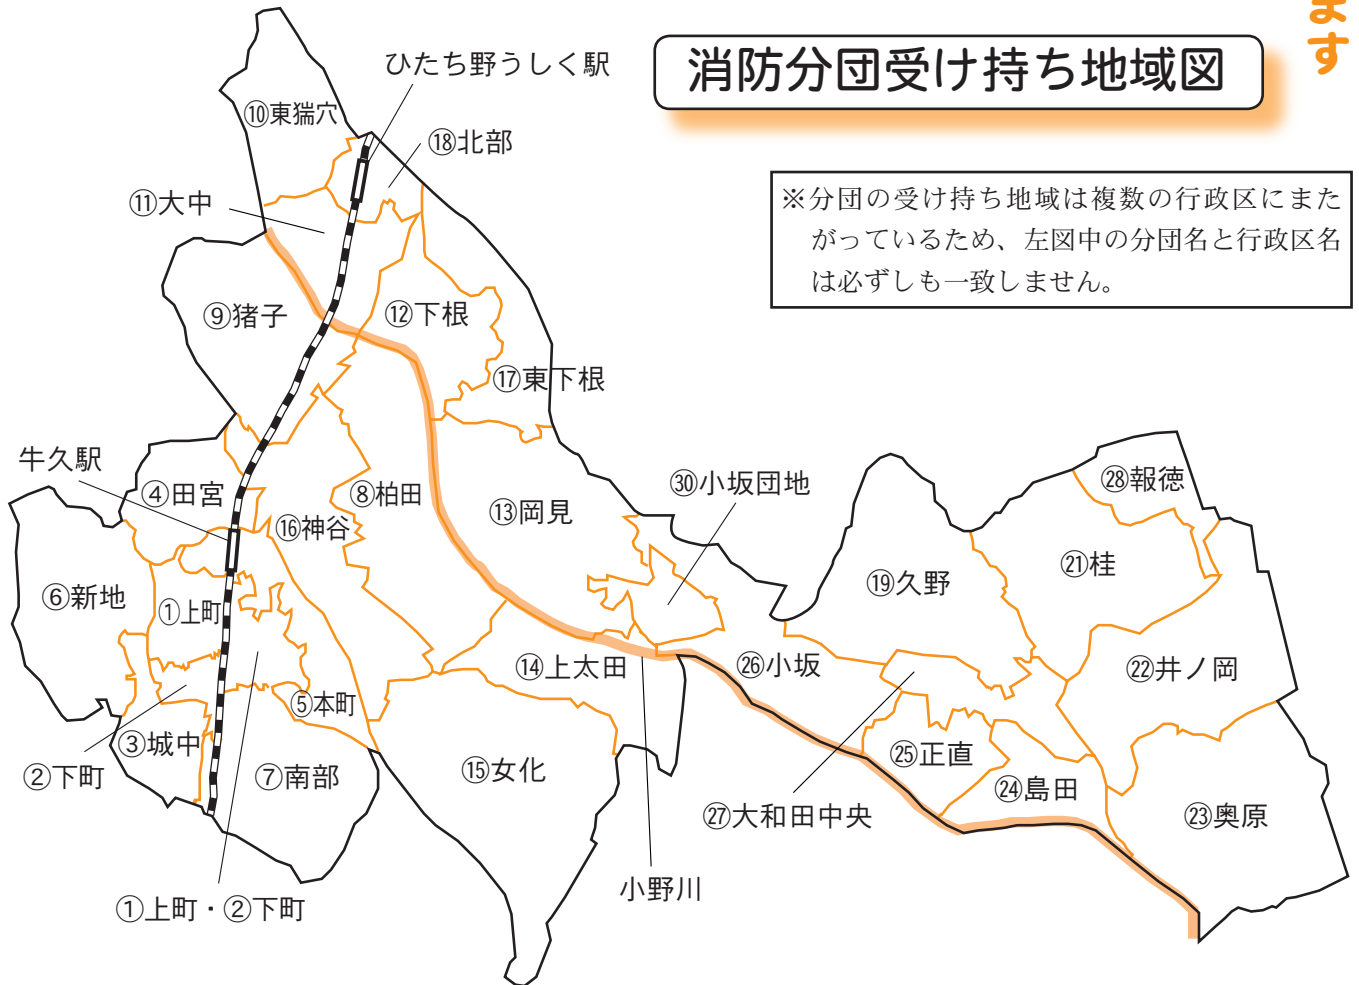 ます
消防分団受け持ち地域図
※分団の受け持ち地域は複数の行政区にまた
がっているため、左図中の分団名と行政区名
は必ずしも一致しません。
ひたち野うしく駅
⑩東猯穴
⑱北部
⑪大中
⑨猪子
⑫下根
⑰東下根
牛久駅
④田宮
⑧柏田
⑯神谷
⑬岡見
㉚小坂団地
㉘報徳
㉑桂
⑲久野
⑥新地
①上町
⑭上太田
㉖小坂
㉒井ノ岡
⑤本町
③城中
②下町
⑦南部
⑮女化
㉕正直
㉔島田
㉗大和田中央
㉓奥原
小野川
①上町・②下町